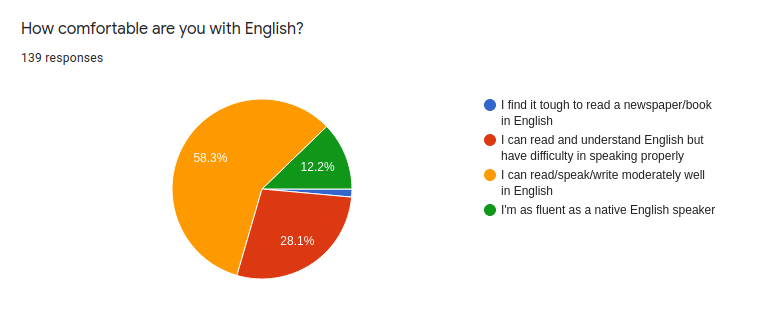 How comfortable are you with English?
139 responses
58.3%
12.2%
28.1%
I find it tough to read a newspaper/book
in English
I can read and understand English but
have difficulty in speaking properly
I can read/speak/write moderately well
in English
I'm as fluent as a native English speaker